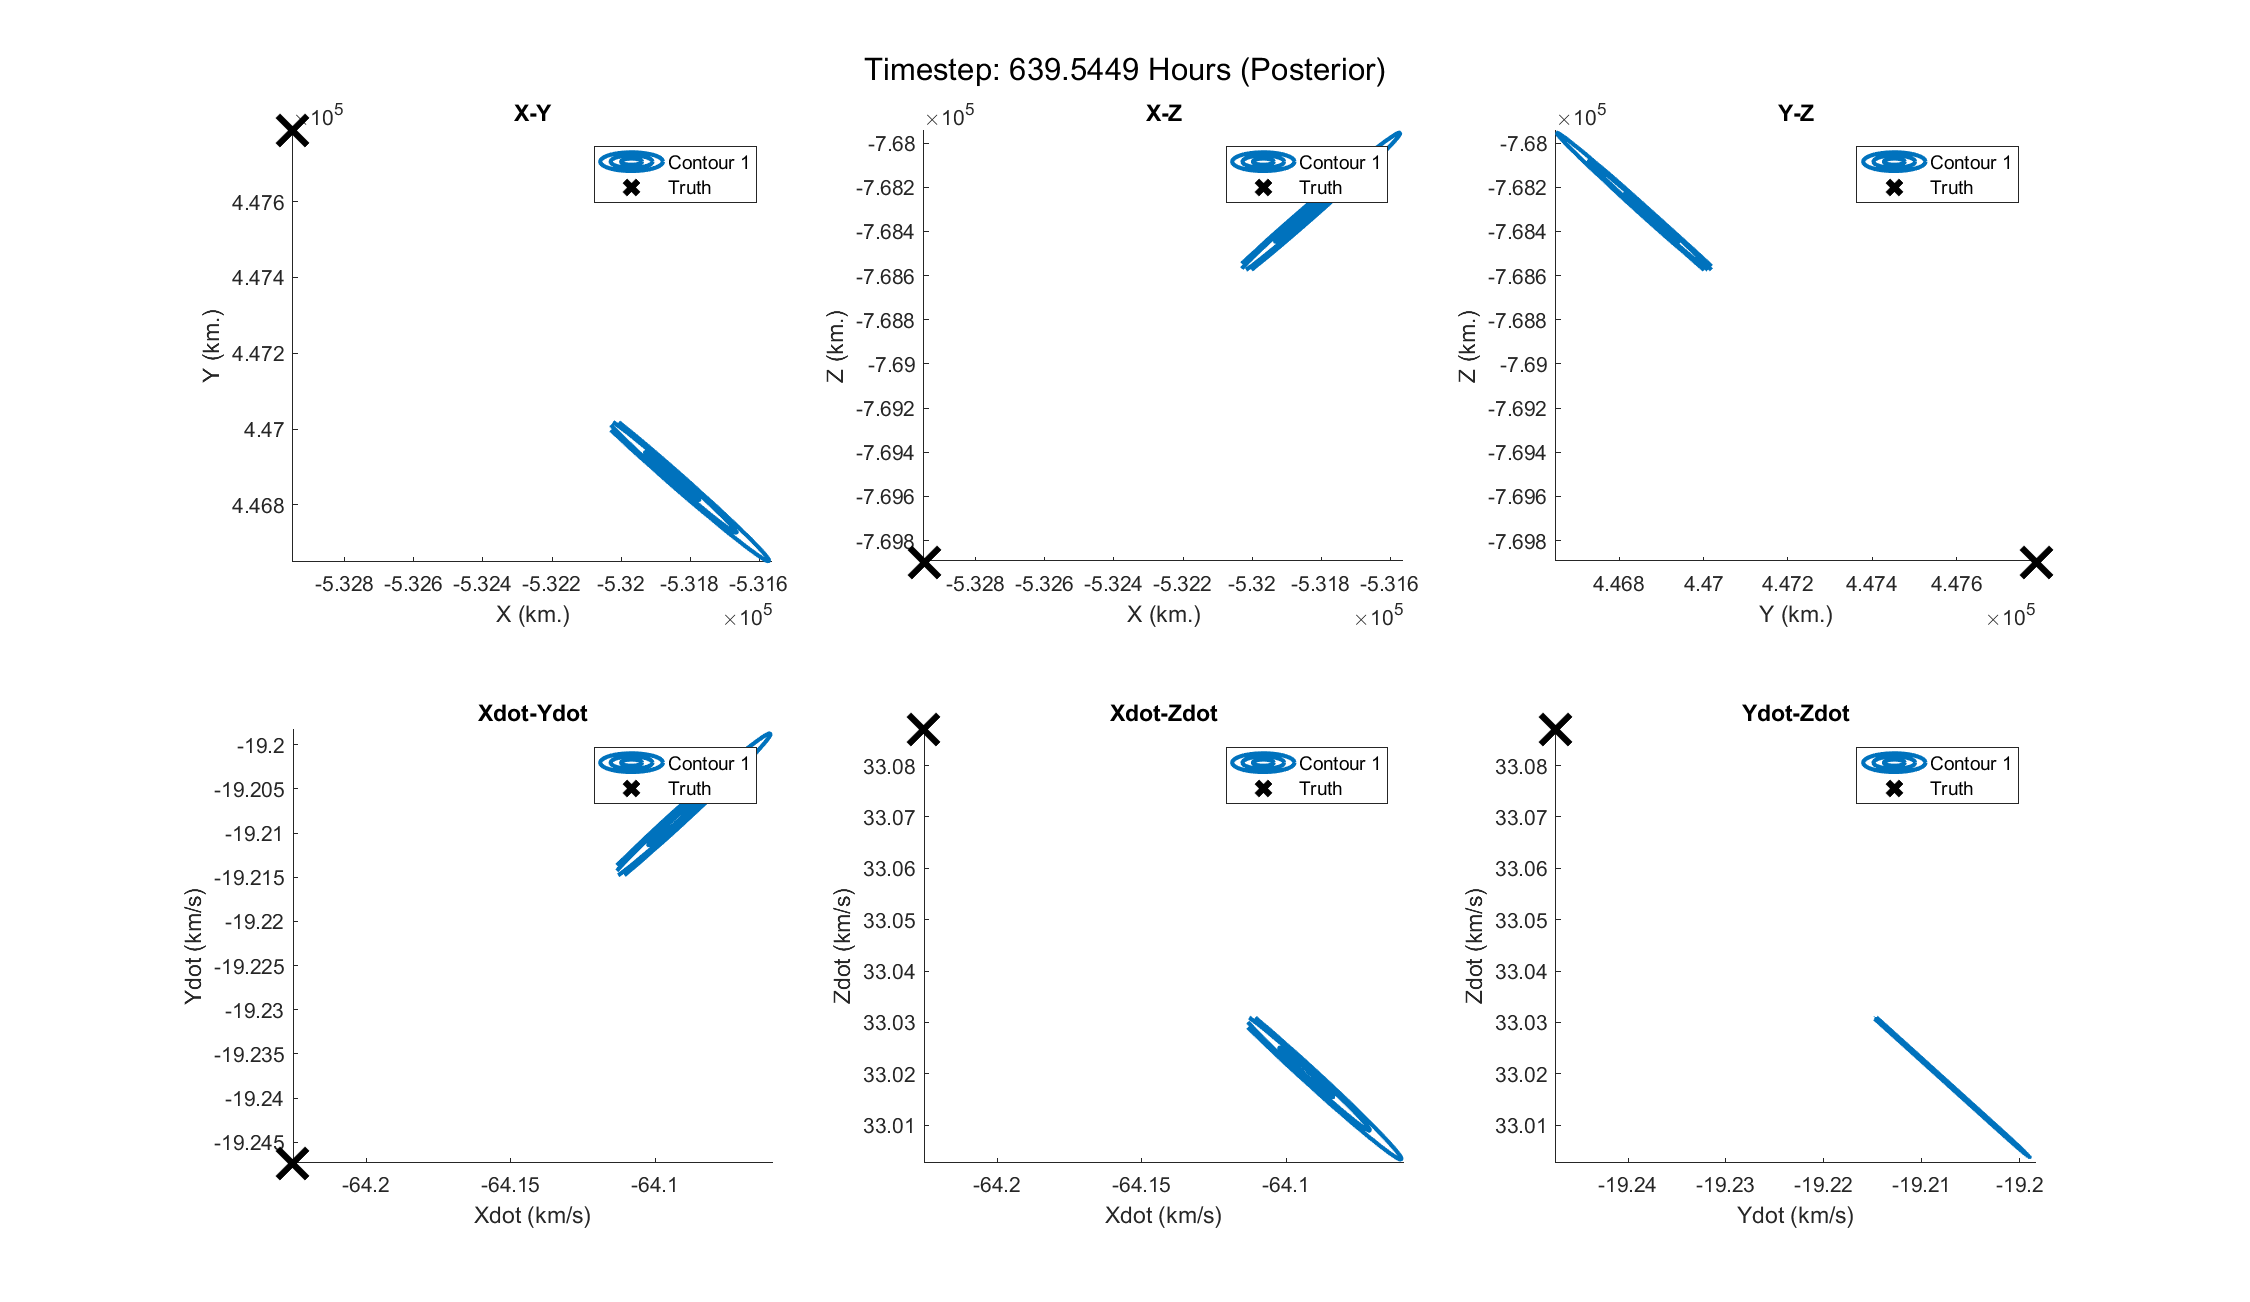 Timestep: 639.5449 Hours (Posterior)
X-Y
×10^5
4.476
4.474
4.472
4.47
4.468
Y (km.)
-5.328 -5.326 -5.324 -5.322 -5.32 -5.318 -5.316
X (km.)
×10^5
Contour 1
Truth
X-Z
×10^5
-7.68
-7.682
-7.684
-7.686
-7.688
-7.69
-7.692
-7.694
-7.696
-7.698
Z (km.)
-5.328 -5.326 -5.324 -5.322 -5.32 -5.318 -5.316
X (km.)
×10^5
Contour 1
Truth
Y-Z
×10^5
-7.68
-7.682
-7.684
-7.686
-7.688
-7.69
-7.692
-7.694
-7.696
-7.698
Z (km.)
4.468 4.47 4.472 4.474 4.476
Y (km.)
×10^5
Contour 1
Truth
Xdot-Ydot
-19.2
-19.205
-19.21
-19.215
-19.22
-19.225
-19.23
-19.235
-19.24
-19.245
Ydot (km/s)
-64.2 -64.15 -64.1
Xdot (km/s)
Contour 1
Truth
Xdot-Zdot
33.08
33.07
33.06
33.05
33.04
33.03
33.02
33.01
Zdot (km/s)
-64.2 -64.15 -64.1
Xdot (km/s)
Contour 1
Truth
Ydot-Zdot
33.08
33.07
33.06
33.05
33.04
33.03
33.02
33.01
Zdot (km/s)
-19.24 -19.23 -19.22 -19.21 -19.2
Ydot (km/s)
Contour 1
Truth